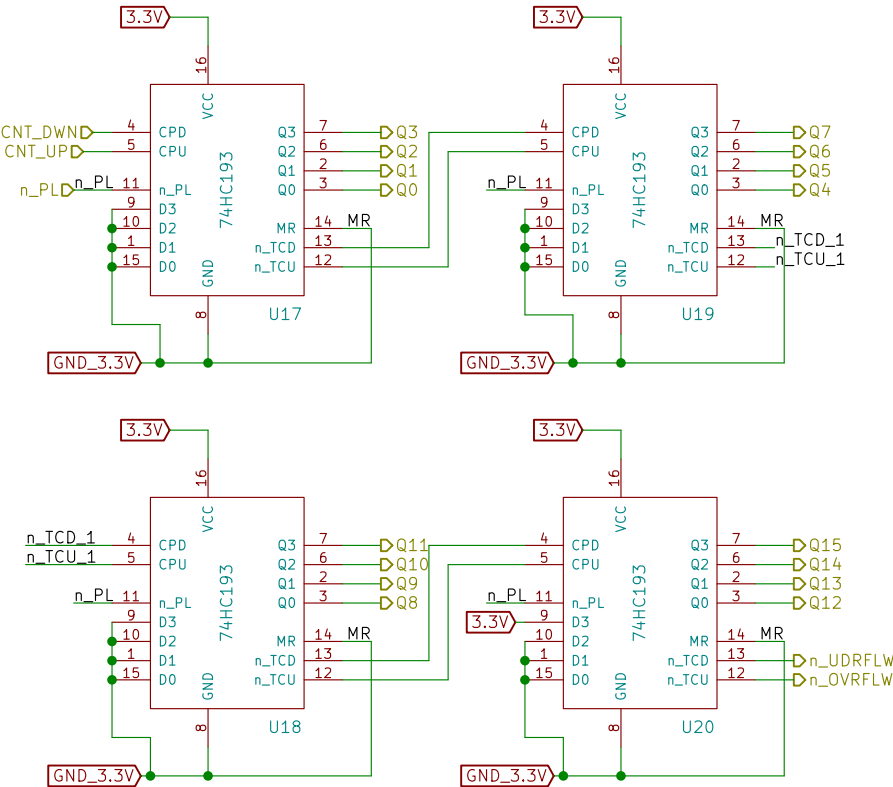 3.3V
16
VCC
CNT_DWN 4 CPD Q3 7 Q3
CNT_UP 5 CPU Q2 6 Q2
Q1 2 Q1
n_PL n_PL 11 n_PL Q0 3 Q0
9 D3
10 D2 MR 14 MR
1 D1 n_TCD 13
15 D0 n_TCU 12
74HC193
GND
8
U17
GND_3.3V
3.3V
16
VCC
4 CPD Q3 7 Q7
5 CPU Q2 6 Q6
Q1 2 Q5
n_PL 11 n_PL Q0 3 Q4
9 D3
10 D2 MR 14 MR
1 D1 n_TCD 13 n_TCD_1
15 D0 n_TCU 12 n_TCU_1
74HC193
GND
8
U19
GND_3.3V
3.3V
16
VCC
n_TCD_1 4 CPD Q3 7 Q11
n_TCU_1 5 CPU Q2 6 Q10
Q1 2 Q9
n_PL 11 n_PL Q0 3 Q8
9 D3
10 D2 MR 14 MR
1 D1 n_TCD 13
15 D0 n_TCU 12
74HC193
GND
8
U18
GND_3.3V
3.3V
16
VCC
4 CPD Q3 7 Q15
5 CPU Q2 6 Q14
Q1 2 Q13
n_PL 11 n_PL Q0 3 Q12
3.3V 9 D3
10 D2 MR 14 MR
1 D1 n_TCD 13 n_UDRFLW
15 D0 n_TCU 12 n_OVRFLW
74HC193
GND
8
U20
GND_3.3V